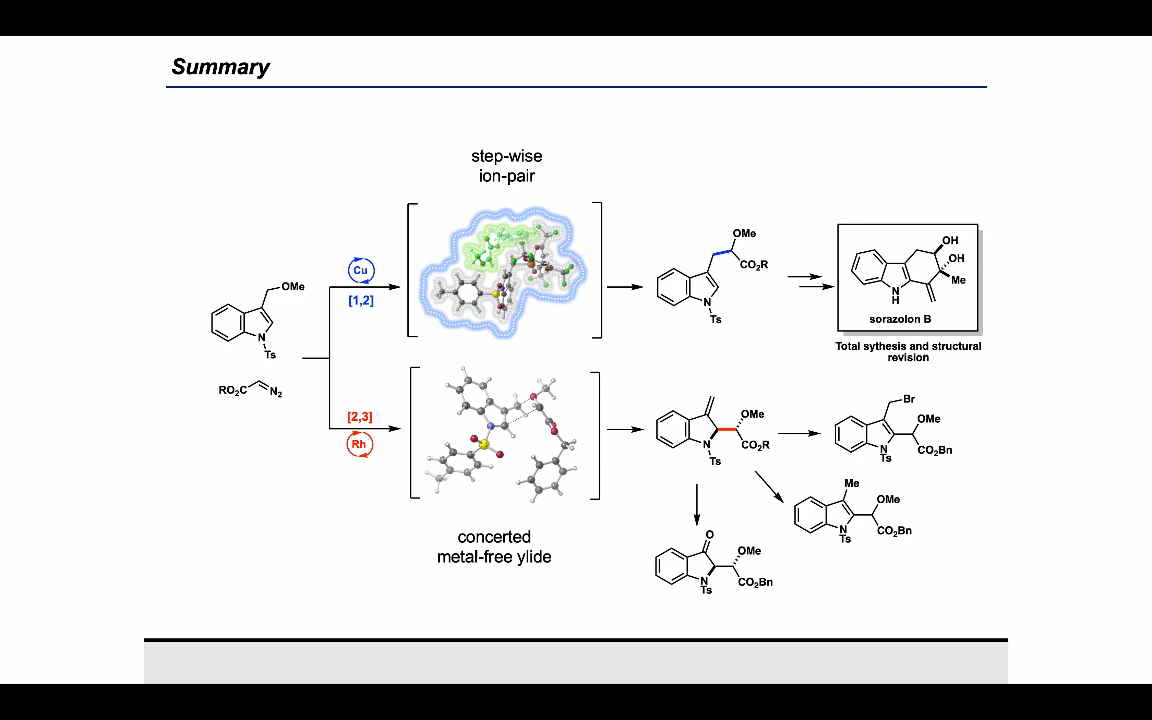 Summary
step-wise
ion-pair
Cu
[1,2]
OMe
N
Ts
RO2C
N2
[2,3]
Rh
OMe
CO2R
N
Ts
OH
OH
Me
N
H
sorazolon B
Total sythesis and structural
revision
OMe
CO2R
N
Ts
Br
OMe
CO2Bn
N
Ts
Me
OMe
CO2Bn
N
Ts
O
OMe
CO2Bn
N
Ts
concerted
metal-free ylide